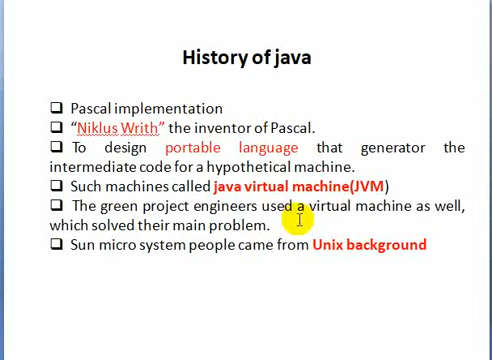 History of java
❑ Pascal implementation
❑ “Niklus Writh” the inventor of Pascal.
❑ To design portable language that generator the
intermediate code for a hypothetical machine.
❑ Such machines called java virtual machine(JVM)
❑ The green project engineers used a virtual machine as well,
which solved their main problem.
❑ Sun micro system people came from Unix background